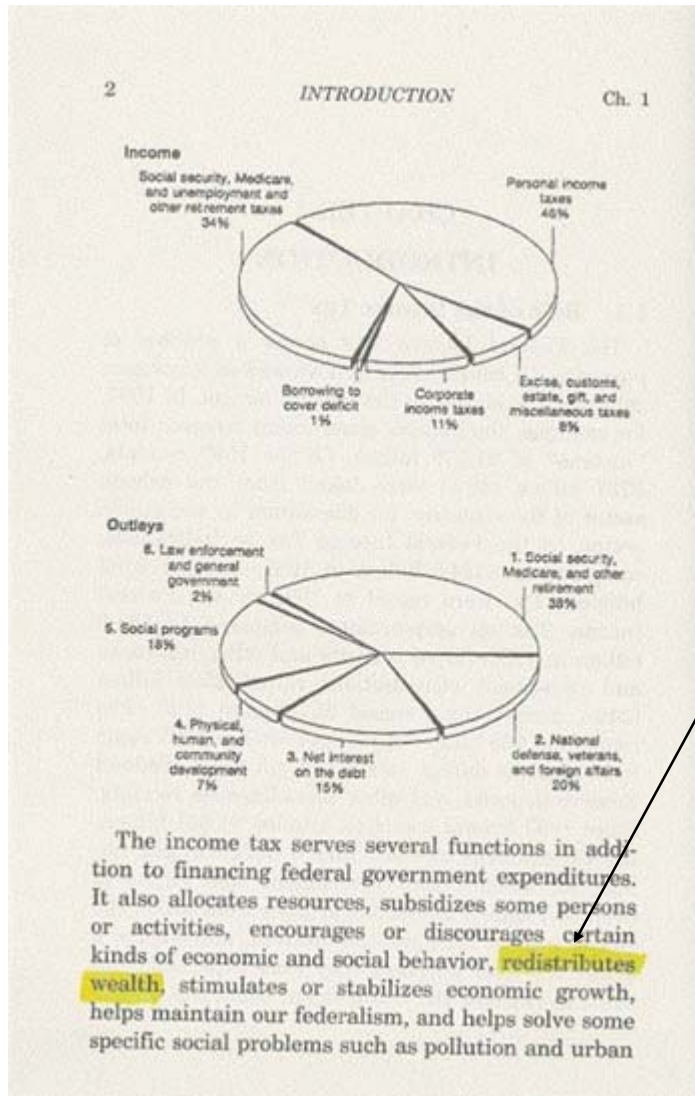 2
INTRODUCTION
Ch. 1
Income
Social security, Medicare,
and unemployment and
other retirement taxes
34%
Personal income
taxes
46%
Borrowing to
cover deficit
1%
Corporate
income taxes
11%
Excise, customs,
estate, gift, and
miscellaneous taxes
8%
Outlays
6. Law enforcement
and general
government
2%
1. Social security,
Medicare, and other
retirement
38%
5. Social programs
18%
4. Physical,
human, and
community
development
7%
3. Net interest
on the debt
15%
2. National
defense, veterans,
and foreign affairs
20%
The income tax serves several functions in addi-
tion to financing federal government expenditures.
It also allocates resources, subsidizes some persons
or activities, encourages or discourages certain
kinds of economic and social behavior, redistributes
wealth, stimulates or stabilizes economic growth,
helps maintain our federalism, and helps solve some
specific social problems such as pollution and urban